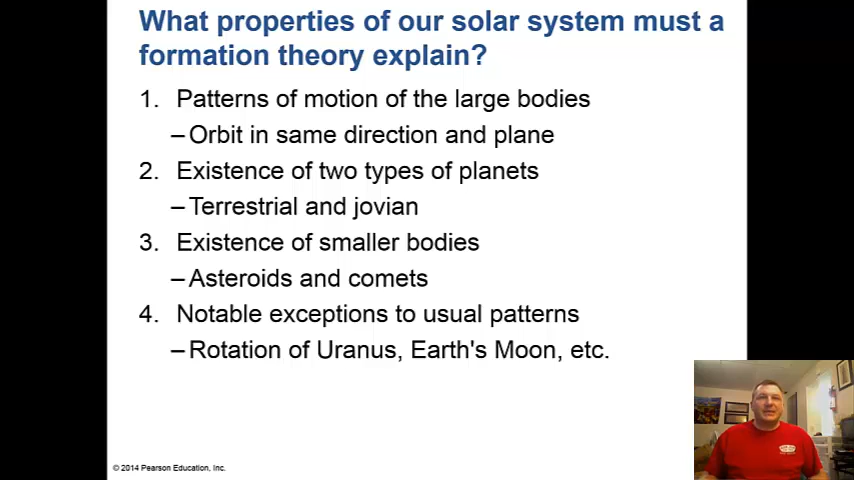 What properties of our solar system must a
formation theory explain?
1. Patterns of motion of the large bodies
–Orbit in same direction and plane
2. Existence of two types of planets
–Terrestrial and jovian
3. Existence of smaller bodies
–Asteroids and comets
4. Notable exceptions to usual patterns
–Rotation of Uranus, Earth's Moon, etc.
© 2014 Pearson Education, Inc.